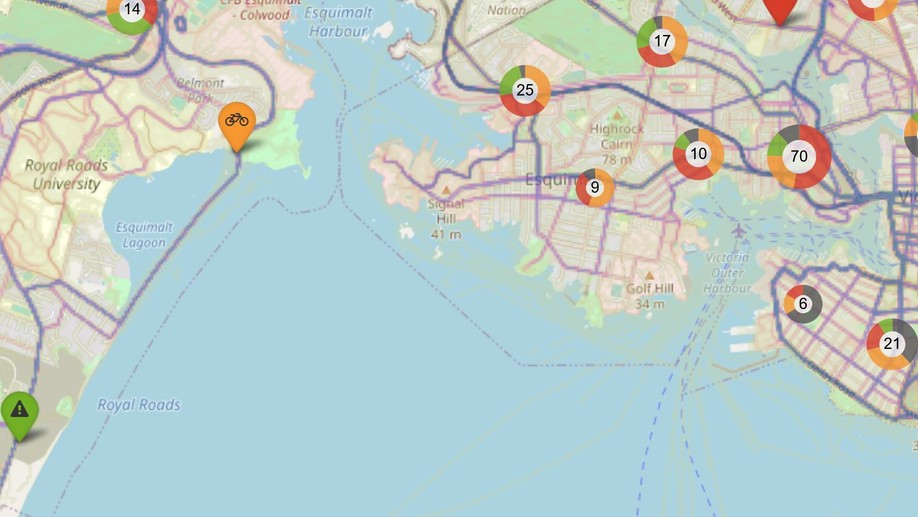 14
CFB Esquimalt
- Colwood
Esquimalt
Harbour
Nation
17
25
Belmont
Park
Highrock
Cairn
78 m
10
70
Royal Roads
University
9
Signal
Hill
41 m
Esquimalt
Lagoon
Victoria
Outer
Harbour
Golf Hill
34 m
6
21
Royal Roads